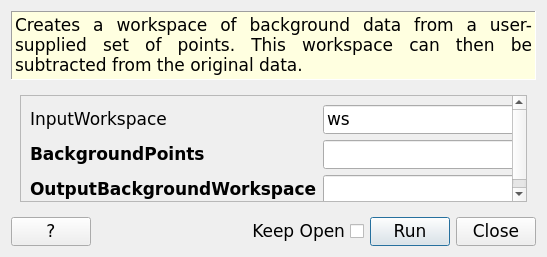 Creates a workspace of background data from a user-
supplied set of points. This workspace can then be
subtracted from the original data.
InputWorkspace ws
BackgroundPoints
OutputBackgroundWorkspace
? Keep Open Run Close